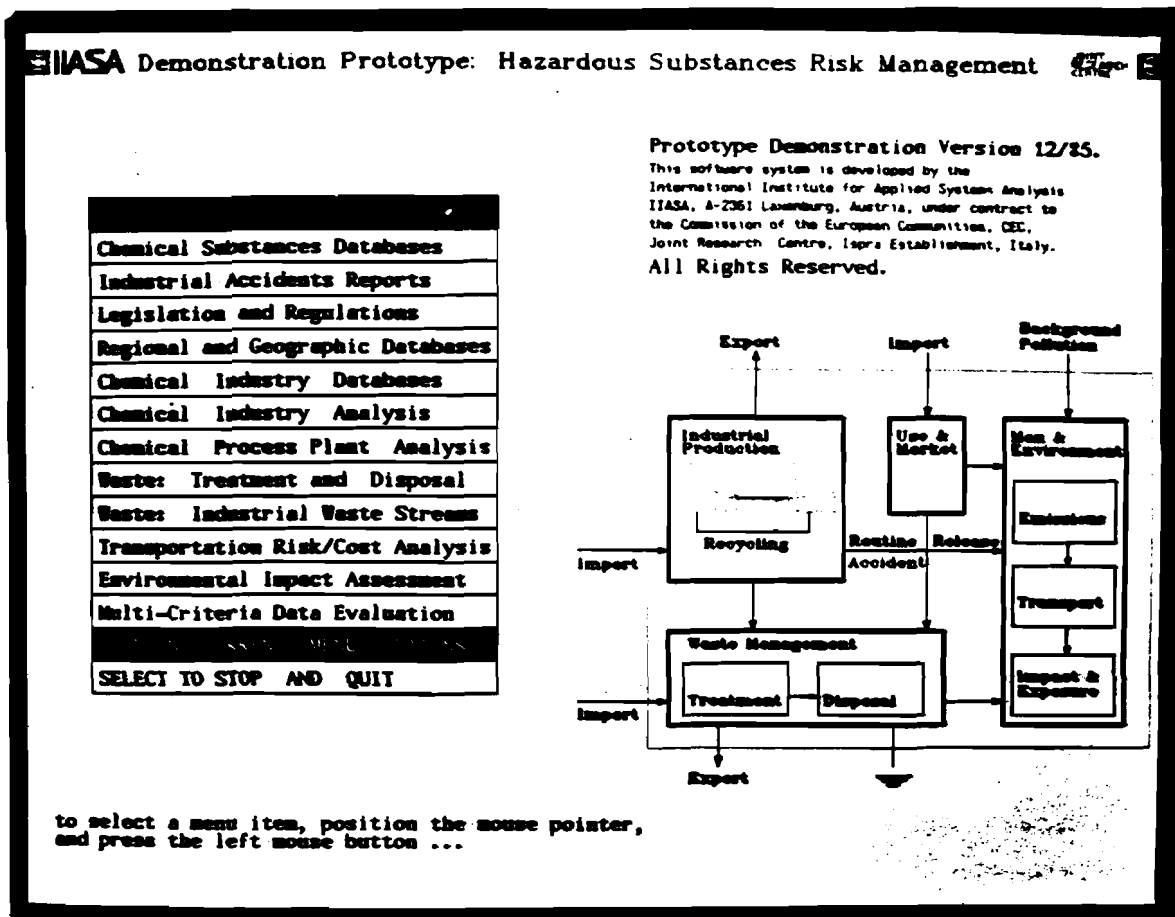 IIASA Demonstration Prototype: Hazardous Substances Risk Management
Prototype Demonstration Version 12/85.
This software system is developed by the
International Institute for Applied Systems Analysis
IIASA, A-2361 Laxenburg, Austria, under contract to
the Commission of the European Communities, CEC,
Joint Research Centre, Ispra Establishment, Italy.
All Rights Reserved.
Chemical Substances Databases
Industrial Accidents Reports
Legislation and Regulations
Regional and Geographic Databases
Chemical Industry Databases
Chemical Industry Analysis
Chemical Process Plant Analysis
Waste: Treatment and Disposal
Waste: Industrial Waste Streams
Transportation Risk/Cost Analysis
Environmental Impact Assessment
Multi-Criteria Data Evaluation
SELECT TO STOP AND QUIT
Export
Import
Background
Pollution
Industrial
Production
Recycling
Use &
Market
Man &
Environment
Emissions
Transport
Impact &
Exposure
Import
Routine Release
Accident
Waste Management
Treatment
Disposal
Import
Export
to select a menu item, position the mouse pointer,
and press the left mouse button ...